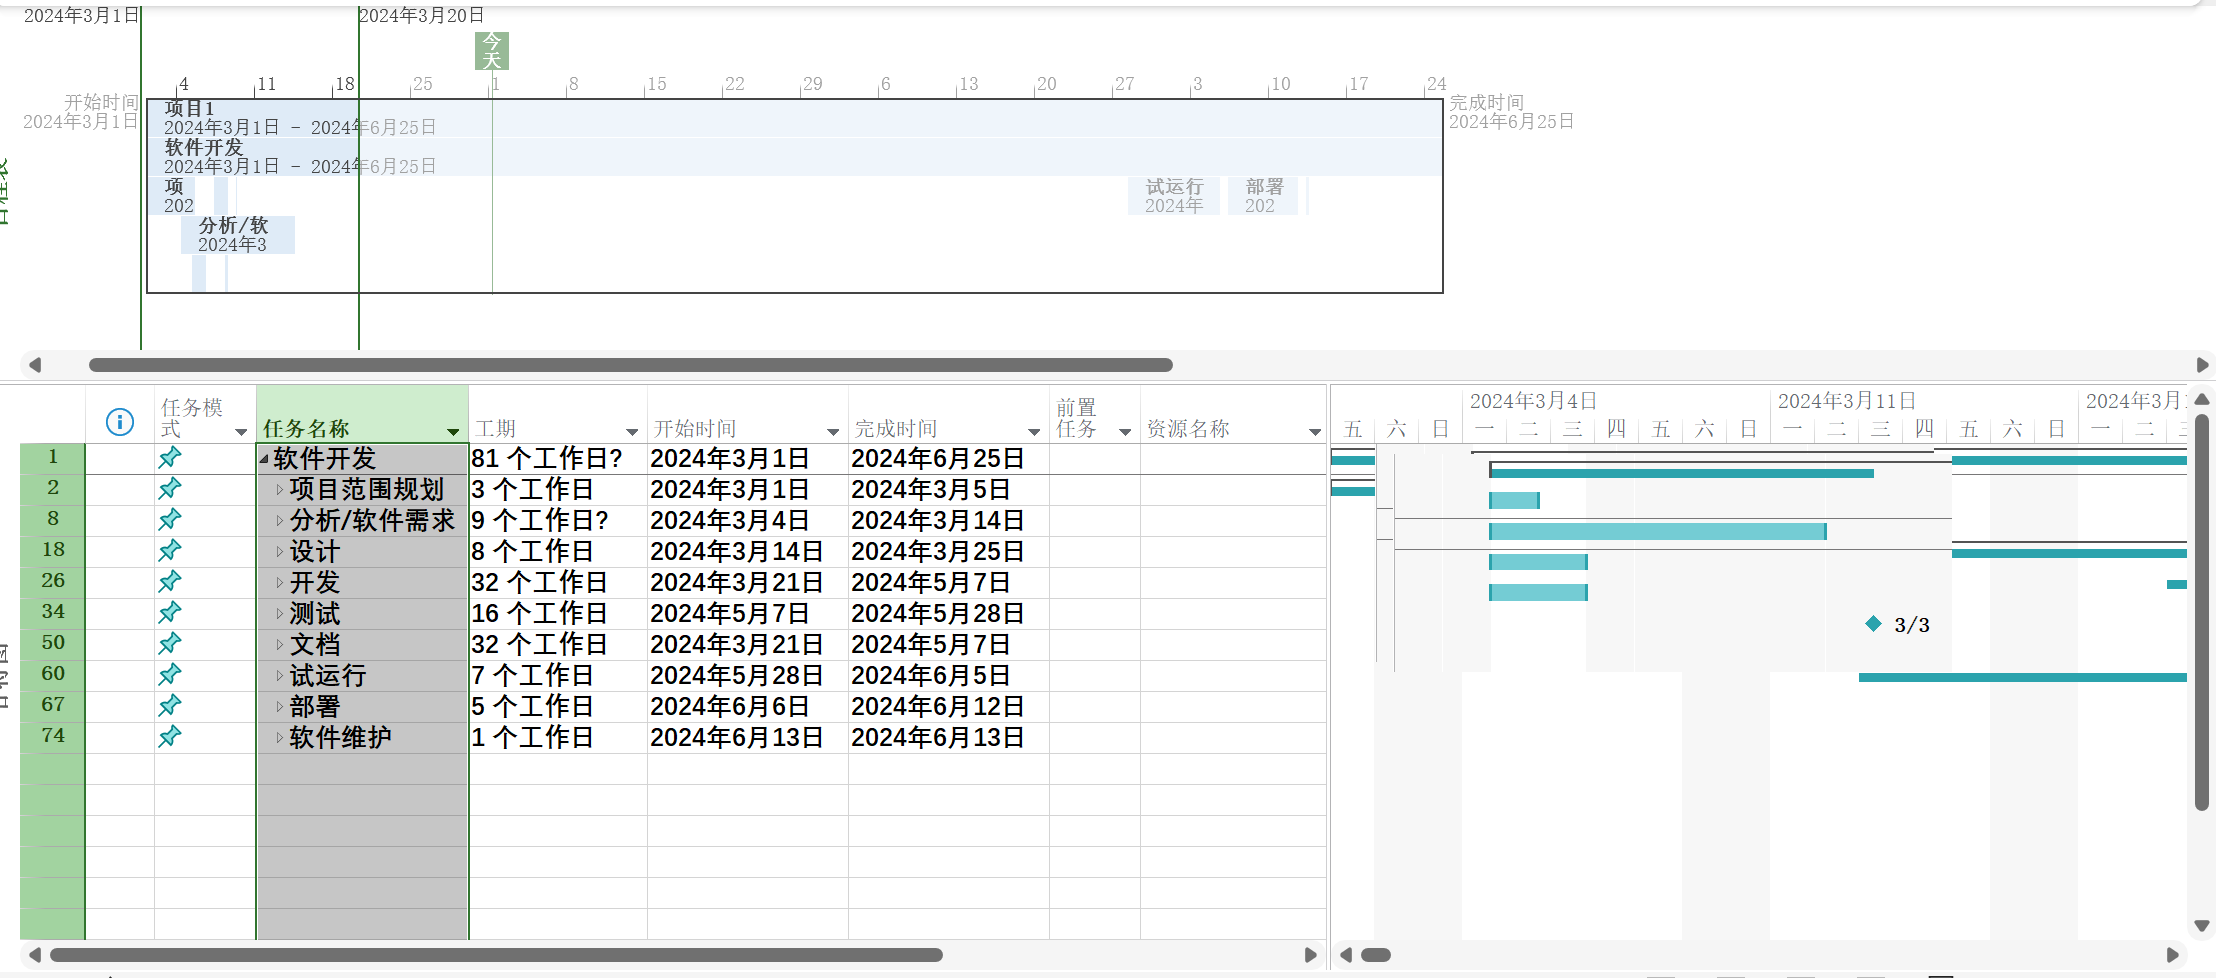 2024年3月1日 2024年3月20日
今天
4 11 18 25 1 8 15 22 29 6 13 20 27 3 10 17 24
开始时间
2024年3月1日
完成时间
2024年6月25日
项目1
2024年3月1日 - 2024年6月25日
软件开发
2024年3月1日 - 2024年6月25日
项
202
试运行
2024年
部署
202
分析/软
2024年3
任务模式 任务名称 工期 开始时间 完成时间 前置任务 资源名称
2024年3月4日 2024年3月11日 2024年3月1
五 六 日 一 二 三 四 五 六 日 一 二 三 四 五 六 日 一 二 三
1 软件开发 81 个工作日? 2024年3月1日 2024年6月25日
2 项目范围规划 3 个工作日 2024年3月1日 2024年3月5日
8 分析/软件需求 9 个工作日? 2024年3月4日 2024年3月14日
18 设计 8 个工作日 2024年3月14日 2024年3月25日
26 开发 32 个工作日 2024年3月21日 2024年5月7日
34 测试 16 个工作日 2024年5月7日 2024年5月28日
3/3
50 文档 32 个工作日 2024年3月21日 2024年5月7日
60 试运行 7 个工作日 2024年5月28日 2024年6月5日
67 部署 5 个工作日 2024年6月6日 2024年6月12日
74 软件维护 1 个工作日 2024年6月13日 2024年6月13日